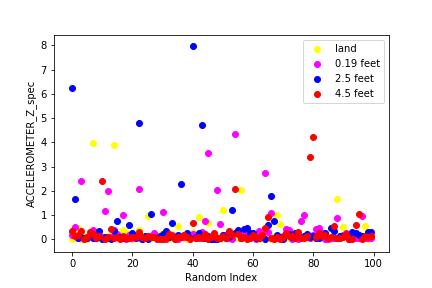 8
7
6
5
4
3
2
1
0
ACCELEROMETER_Z_spec
0 20 40 60 80 100
Random Index
land
0.19 feet
2.5 feet
4.5 feet